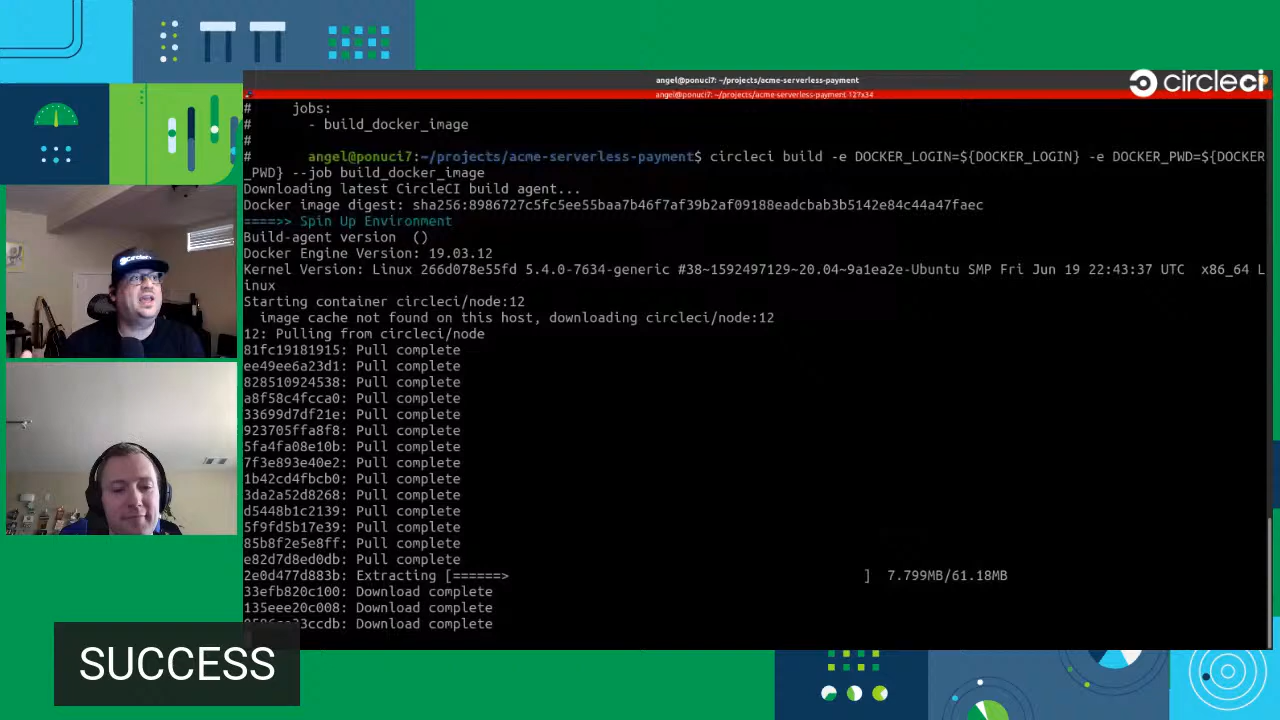 angel@ponuci7: ~/projects/acme-serverless-payment
circleci
angel@ponuci7: ~/projects/acme-serverless-payment 127x34
# jobs:
# - build_docker_image
#
# angel@ponuci7:~/projects/acme-serverless-payment$ circleci build -e DOCKER_LOGIN=${DOCKER_LOGIN} -e DOCKER_PWD=${DOCKER
_PWD} --job build_docker_image
Downloading latest CircleCI build agent...
Docker image digest: sha256:8986727c5fc5ee55baa7b46f7af39b2af09188eadcbab3b5142e84c44a47faec
====>> Spin Up Environment
Build-agent version ()
Docker Engine Version: 19.03.12
Kernel Version: Linux 266d078e55fd 5.4.0-7634-generic #38~1592497129~20.04~9a1ea2e-Ubuntu SMP Fri Jun 19 22:43:37 UTC x86_64 L
inux
Starting container circleci/node:12
image cache not found on this host, downloading circleci/node:12
12: Pulling from circleci/node
81fc19181915: Pull complete
ee49ee6a23d1: Pull complete
828510924538: Pull complete
a8f58c4fcca0: Pull complete
33699d7df21e: Pull complete
923705ffa8f8: Pull complete
5fa4fa08e10b: Pull complete
7f3e893e40e2: Pull complete
1b42cd4fbcb0: Pull complete
3da2a52d8268: Pull complete
d5448b1c2139: Pull complete
5f9fd5b17e39: Pull complete
85b8f2e5e8ff: Pull complete
e82d7d8ed0db: Pull complete
2e0d477d883b: Extracting [======> ] 7.799MB/61.18MB
33efb820c100: Download complete
135eee20c008: Download complete
Download complete
SUCCESS